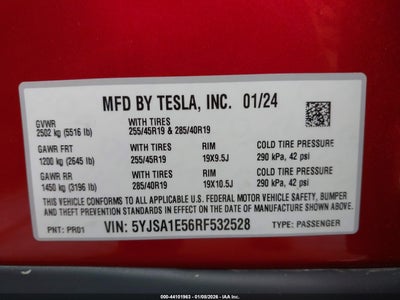 MFD BY TESLA, INC. 01/24
GVWR
2502 kg (5516 lb)
WITH TIRES
255/45R19 & 285/40R19
GAWR FRT
1200 kg (2645 lb)
WITH TIRES
255/45R19
RIM
19X9.5J
COLD TIRE PRESSURE
290 kPa, 42 psi
GAWR RR
1450 kg (3196 lb)
WITH TIRES
285/40R19
RIM
19X10.5J
COLD TIRE PRESSURE
290 kPa, 42 psi
THIS VEHICLE CONFORMS TO ALL APPLICABLE U.S. FEDERAL MOTOR VEHICLE SAFETY, BUMPER
AND THEFT PREVENTION STANDARDS IN EFFECT ON THE DATE OF MANUFACTURE SHOWN ABOVE.
PNT: PR01
VIN: 5YJSA1E56RF532528
TYPE: PASSENGER
ID: 44101963 - 01/08/2026 - IAA Inc.